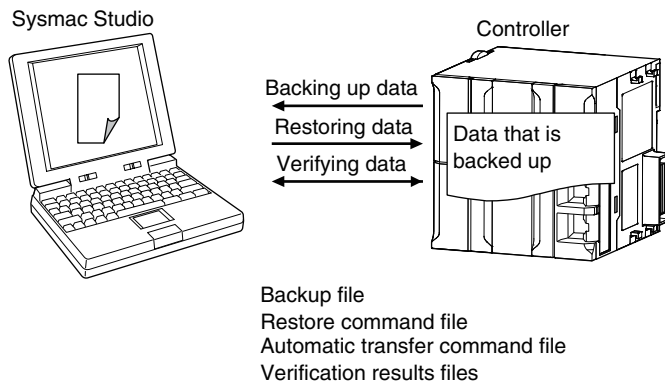 Sysmac Studio
Controller
Backing up data
Restoring data
Verifying data
Data that is
backed up
Backup file
Restore command file
Automatic transfer command file
Verification results files